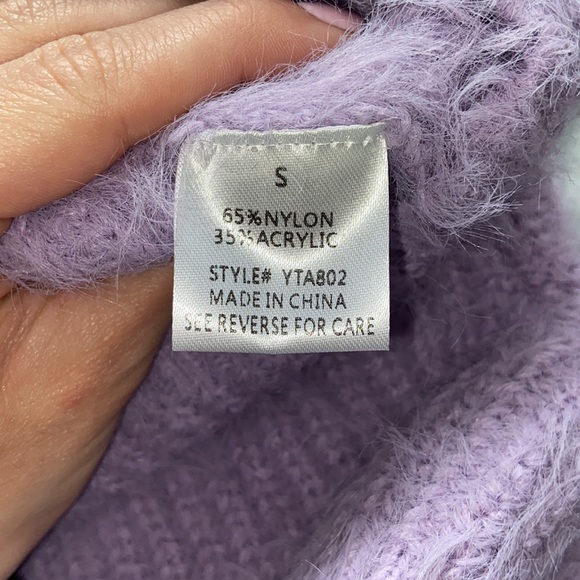 S
65%NYLON
35%ACRYLIC
STYLE# YTA802
MADE IN CHINA
SEE REVERSE FOR CARE